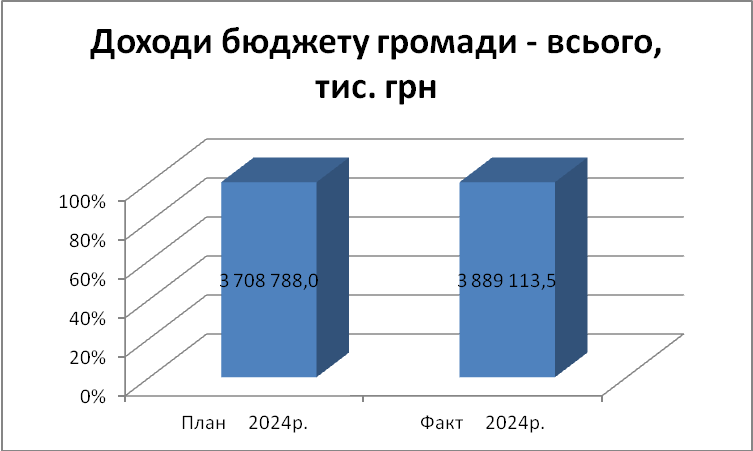 Доходи бюджету громади - всього,
тис. грн
100%
80%
60%
40%
20%
0%
3 708 788,0
3 889 113,5
План 2024р.
Факт 2024р.